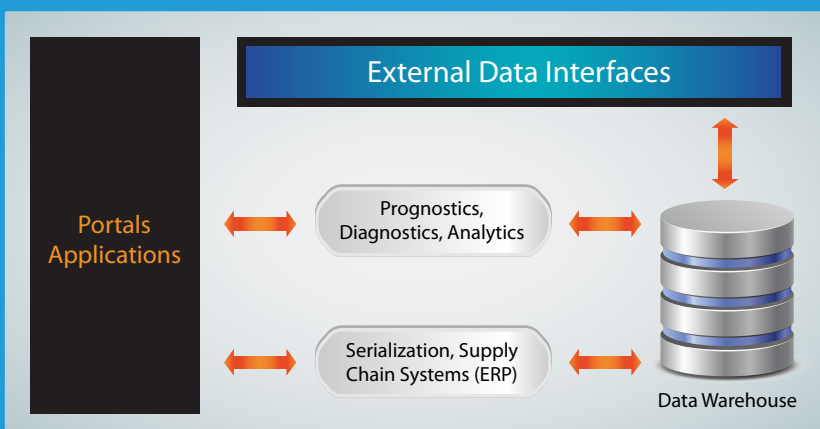 External Data Interfaces
Portals
Applications
Prognostics,
Diagnostics, Analytics
Serialization, Supply
Chain Systems (ERP)
Data Warehouse